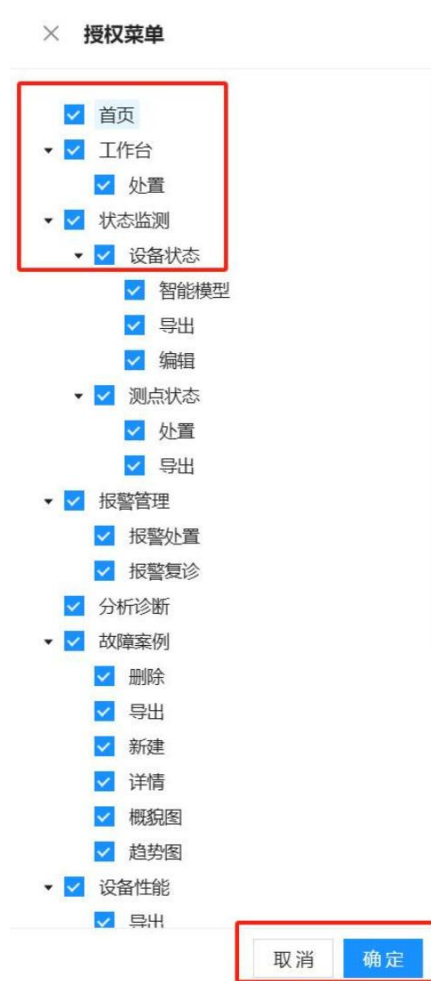 授权菜单
首页
工作台
处置
状态监测
设备状态
智能模型
导出
编辑
测点状态
处置
导出
报警管理
报警处置
报警复诊
分析诊断
故障案例
删除
导出
新建
详情
概貌图
趋势图
设备性能
导出
取消 确定